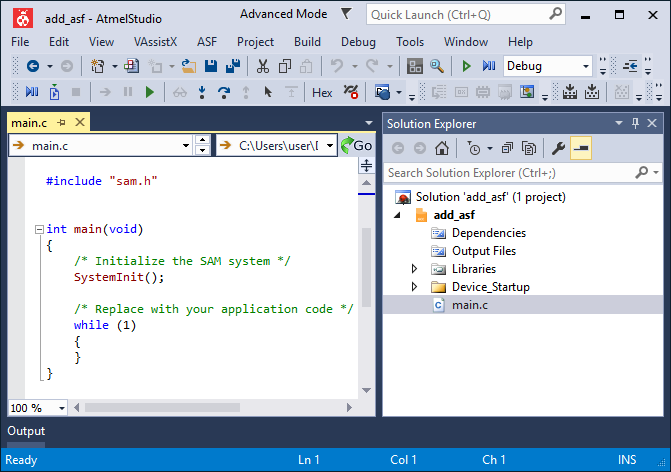 add_asf - AtmelStudio
Advanced Mode
Quick Launch (Ctrl+Q)
File Edit View VAssistX ASF Project Build Debug Tools Window Help
Debug
Hex
main.c
Solution Explorer
main.c
C:\Users\user\D
Go
Search Solution Explorer (Ctrl+;)
#include "sam.h"
int main(void)
{
/* Initialize the SAM system */
SystemInit();
/* Replace with your application code */
while (1)
{
}
}
Solution 'add_asf' (1 project)
add_asf
Dependencies
Output Files
Libraries
Device_Startup
main.c
100 %
Output
Ready
Ln 1
Col 1
Ch 1
INS